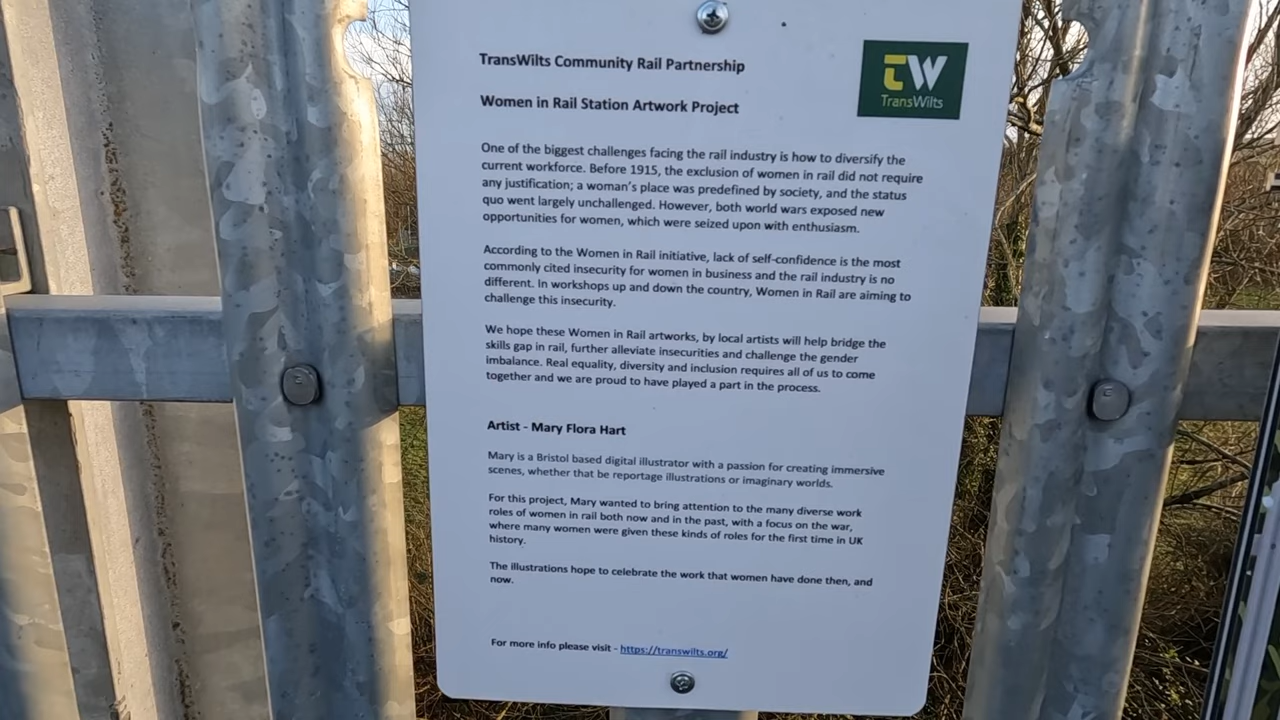 TransWilts Community Rail Partnership
TW
TransWilts
Women in Rail Station Artwork Project
One of the biggest challenges facing the rail industry is how to diversify the
current workforce. Before 1915, the exclusion of women in rail did not require
any justification; a woman's place was predefined by society, and the status
quo went largely unchallenged. However, both world wars exposed new
opportunities for women, which were seized upon with enthusiasm.
According to the Women in Rail initiative, lack of self-confidence is the most
commonly cited insecurity for women in business and the rail industry is no
different. In workshops up and down the country, Women in Rail are aiming to
challenge this insecurity.
We hope these Women in Rail artworks, by local artists will help bridge the
skills gap in rail, further alleviate insecurities and challenge the gender
imbalance. Real equality, diversity and inclusion requires all of us to come
together and we are proud to have played a part in the process.
Artist - Mary Flora Hart
Mary is a Bristol based digital illustrator with a passion for creating immersive
scenes, whether that be reportage illustrations or imaginary worlds.
For this project, Mary wanted to bring attention to the many diverse work
roles of women in rail both now and in the past, with a focus on the war,
where many women were given these kinds of roles for the first time in UK
history.
The illustrations hope to celebrate the work that women have done then, and
now.
For more info please visit - https://transwilts.org/